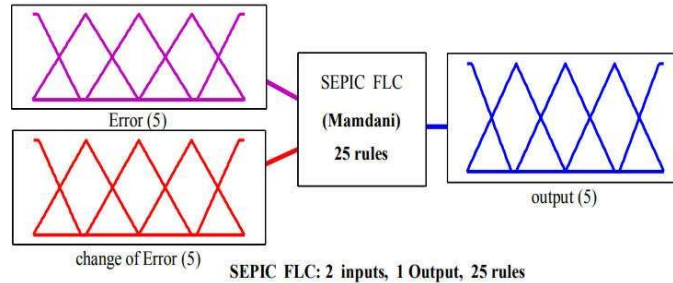 Error (5)
change of Error (5)
SEPIC FLC
(Mamdani)
25 rules
output (5)
SEPIC FLC: 2 inputs, 1 Output, 25 rules